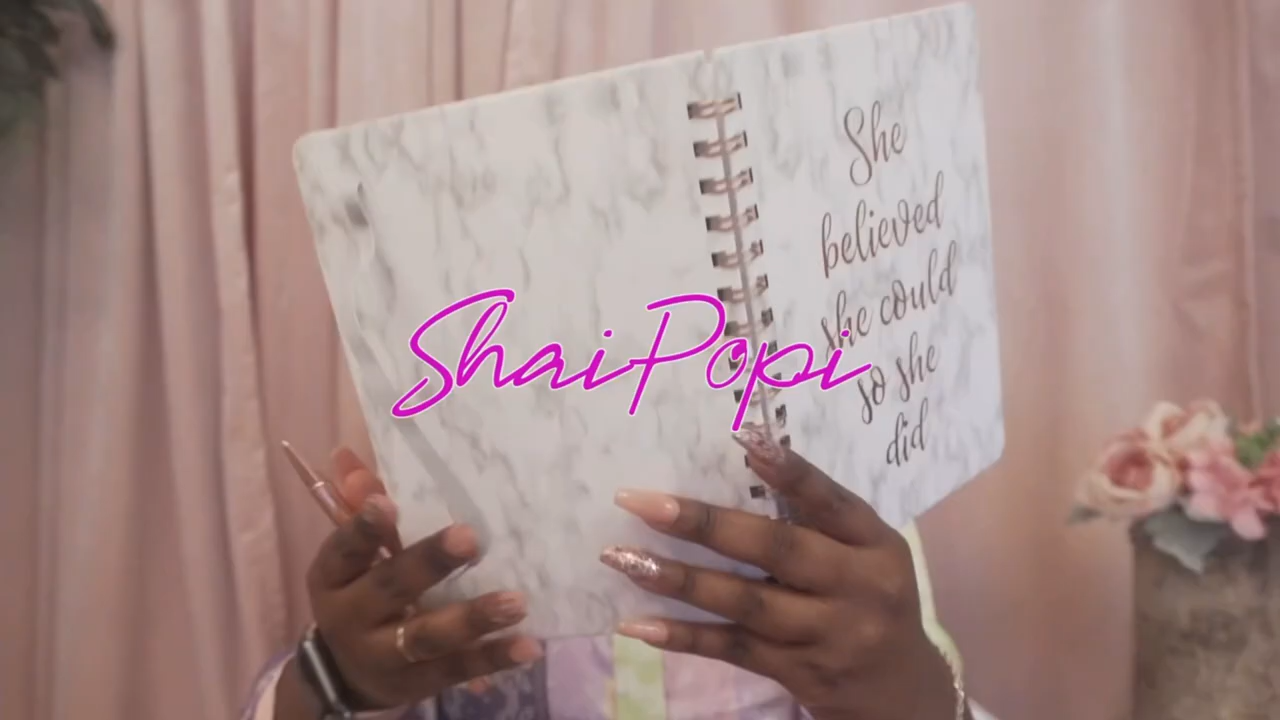 She
believed
she could
so she
did
ShaiPopi